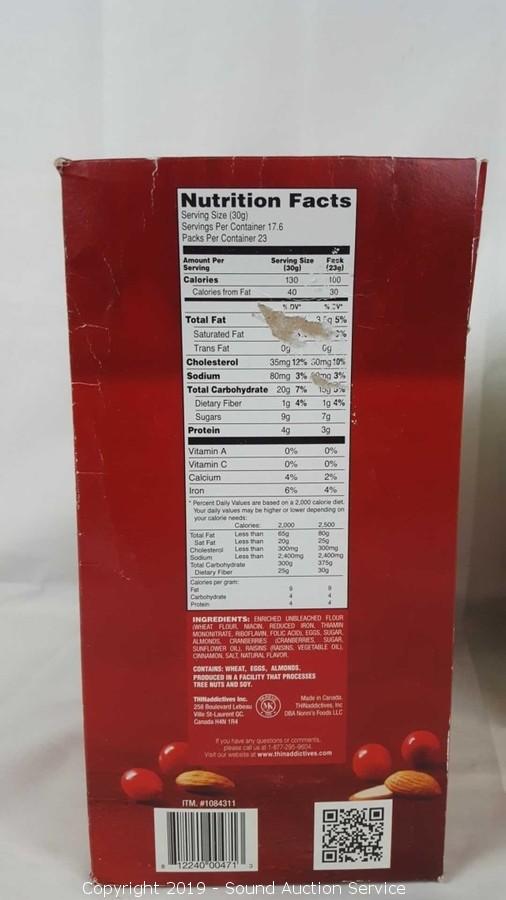 Nutrition Facts
Serving Size (30g)
Servings Per Container 17.6
Packs Per Container 23
Amount Per Serving Serving Size (30g) Pack (23g)
Calories 130 100
Calories from Fat 40 30
% DV* % DV*
Total Fat 5%
Saturated Fat
Trans Fat 0g 0g
Cholesterol 35mg 12% 10%
Sodium 80mg 3% 3%
Total Carbohydrate 20g 7%
Dietary Fiber 1g 4% 1g 4%
Sugars 9g 7g
Protein 4g 3g
Vitamin A 0% 0%
Vitamin C 0% 0%
Calcium 4% 2%
Iron 6% 4%
* Percent Daily Values are based on a 2,000 calorie diet.
Your daily values may be higher or lower depending on
your calorie needs:
Calories: 2,000 2,500
Total Fat Less than 65g 80g
Sat Fat Less than 20g 25g
Cholesterol Less than 300mg 300mg
Sodium Less than 2,400mg 2,400mg
Total Carbohydrate 300g 375g
Dietary Fiber 25g 30g
Calories per gram:
Fat 9 9
Carbohydrate 4 4
Protein 4 4
INGREDIENTS: ENRICHED UNBLEACHED FLOUR
(WHEAT FLOUR, NIACIN, REDUCED IRON, THIAMIN
MONONITRATE, RIBOFLAVIN, FOLIC ACID), EGGS, SUGAR,
ALMONDS, CRANBERRIES (CRANBERRIES, SUGAR,
SUNFLOWER OIL), RAISINS (RAISINS, VEGETABLE OIL),
CINNAMON, SALT, NATURAL FLAVOR.
CONTAINS: WHEAT, EGGS, ALMONDS.
PRODUCED IN A FACILITY THAT PROCESSES
TREE NUTS AND SOY.
THINaddictives Inc.
258 Boulevard Lebeau
Ville St-Laurent QC.
Canada H4N 1R4
MK
Made in Canada.
THINaddictives, Inc
DBA Nonni's Foods LLC
If you have any questions or comments,
please call us at 1-877-295-9604.
Visit our website at www.thinaddictives.com
ITM. #1084311
8 12240 00471 3
Copyright 2019 - Sound Auction Service